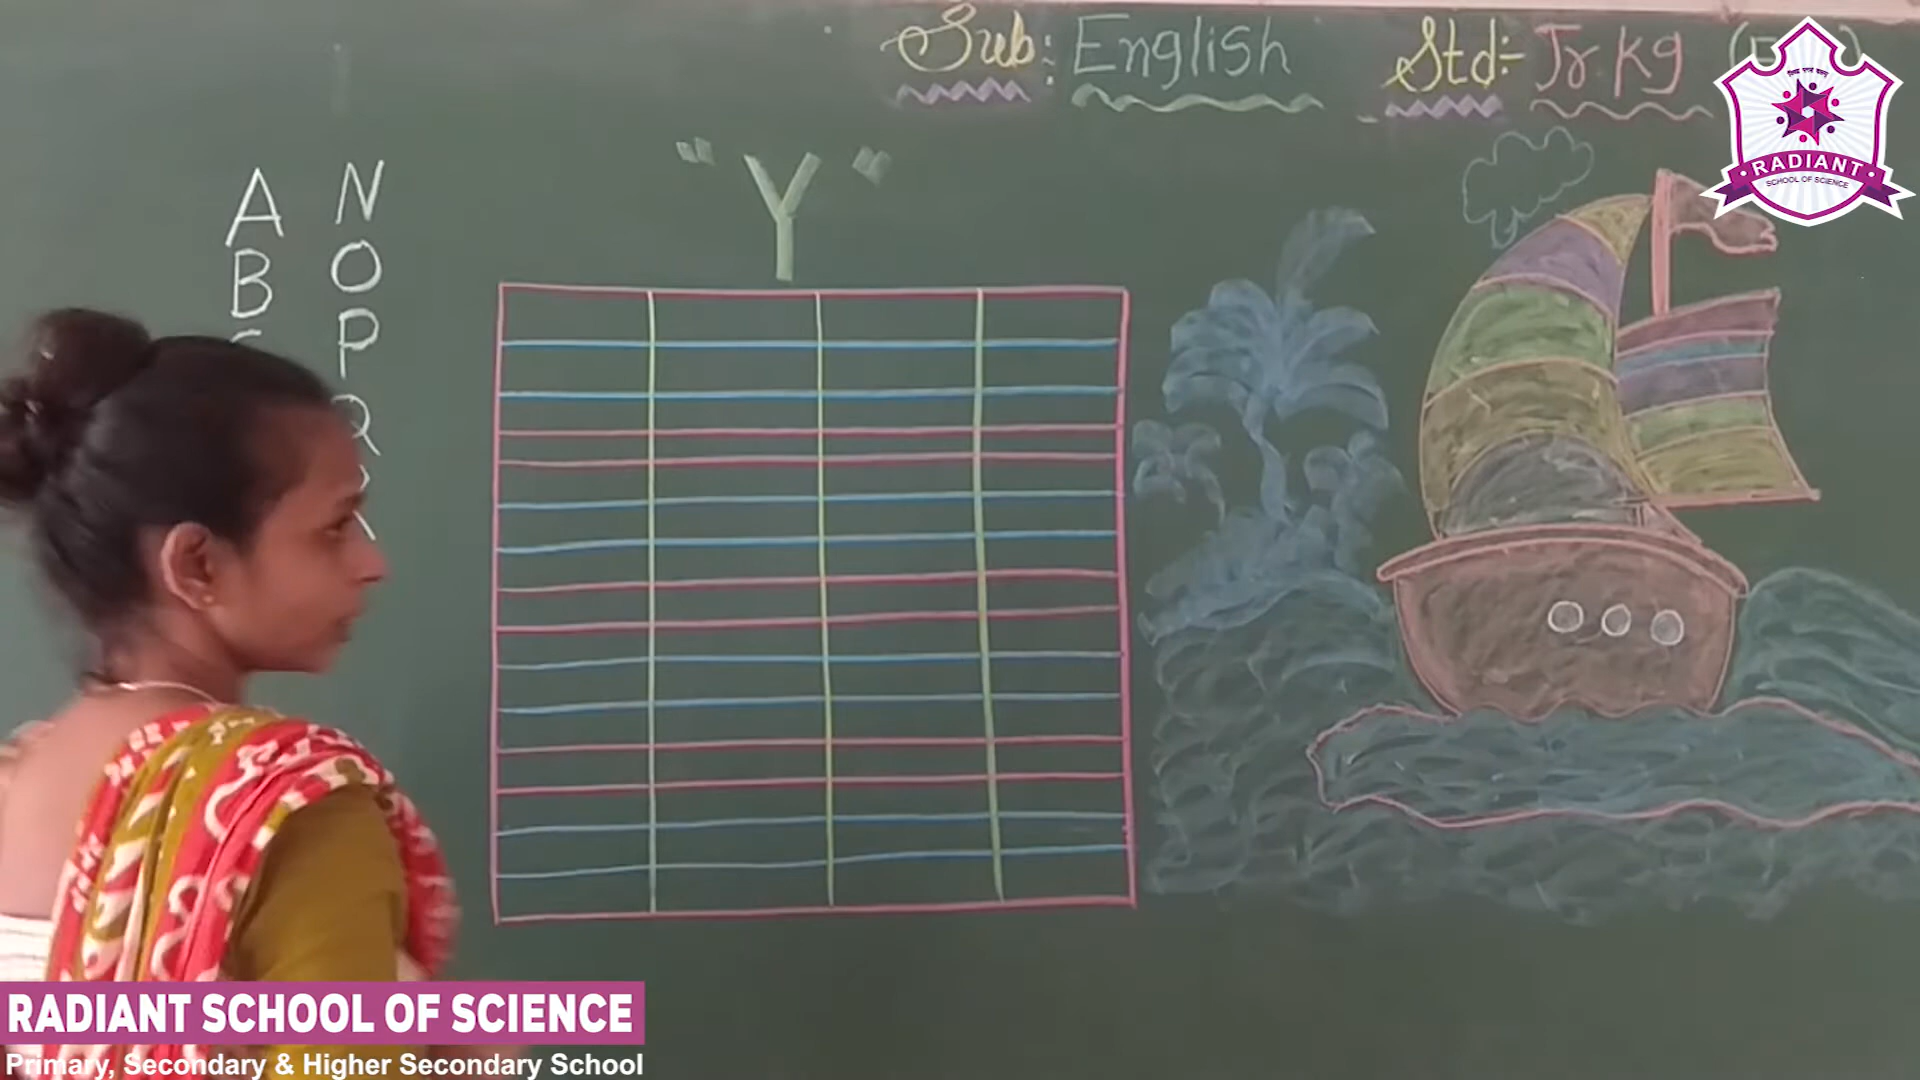 Sub: English Std:- Jr kg
"Y"
A N
B O
P
Q
RADIANT
SCHOOL OF SCIENCE
RADIANT SCHOOL OF SCIENCE
Primary, Secondary & Higher Secondary School